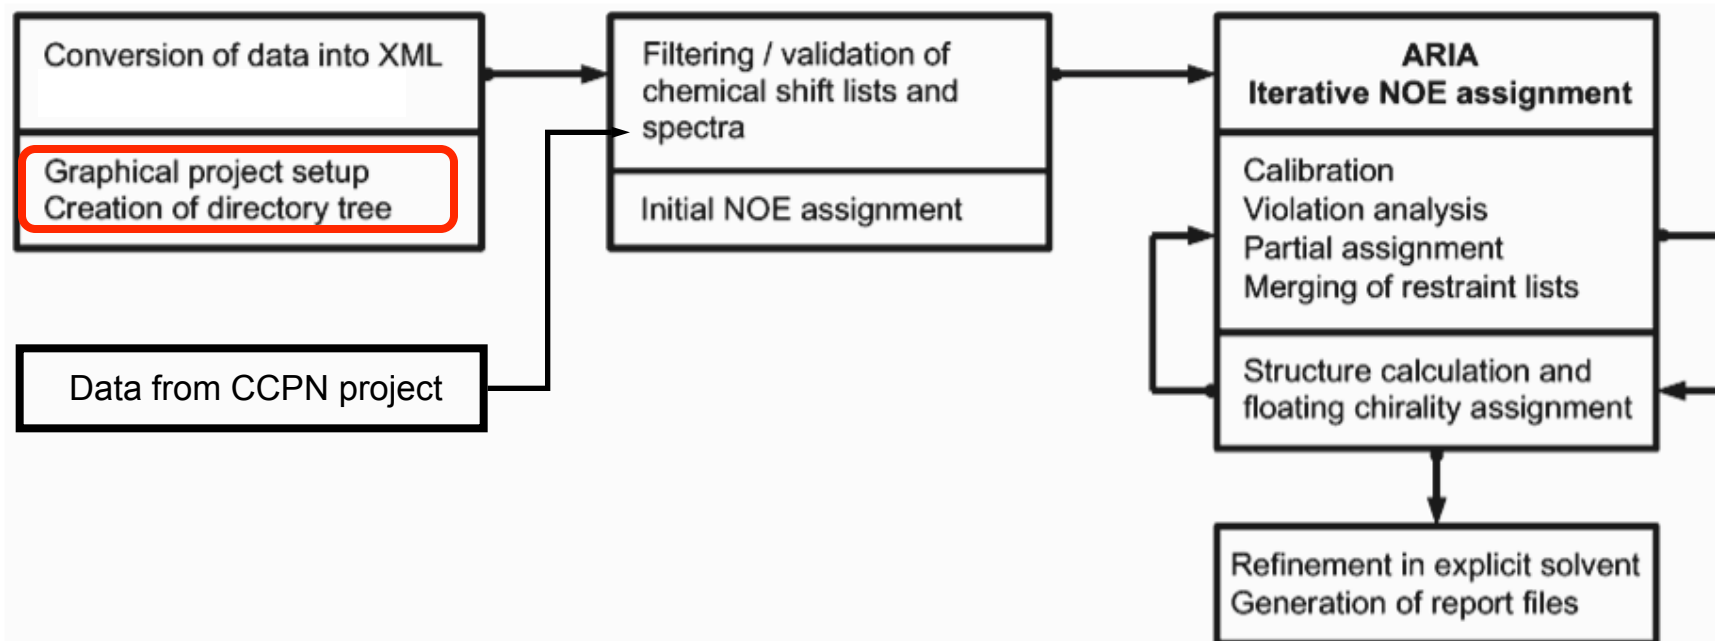 Conversion of data into XML
Graphical project setup
Creation of directory tree
Data from CCPN project
Filtering / validation of
chemical shift lists and
spectra
Initial NOE assignment
ARIA
Iterative NOE assignment
Calibration
Violation analysis
Partial assignment
Merging of restraint lists
Structure calculation and
floating chirality assignment
Refinement in explicit solvent
Generation of report files